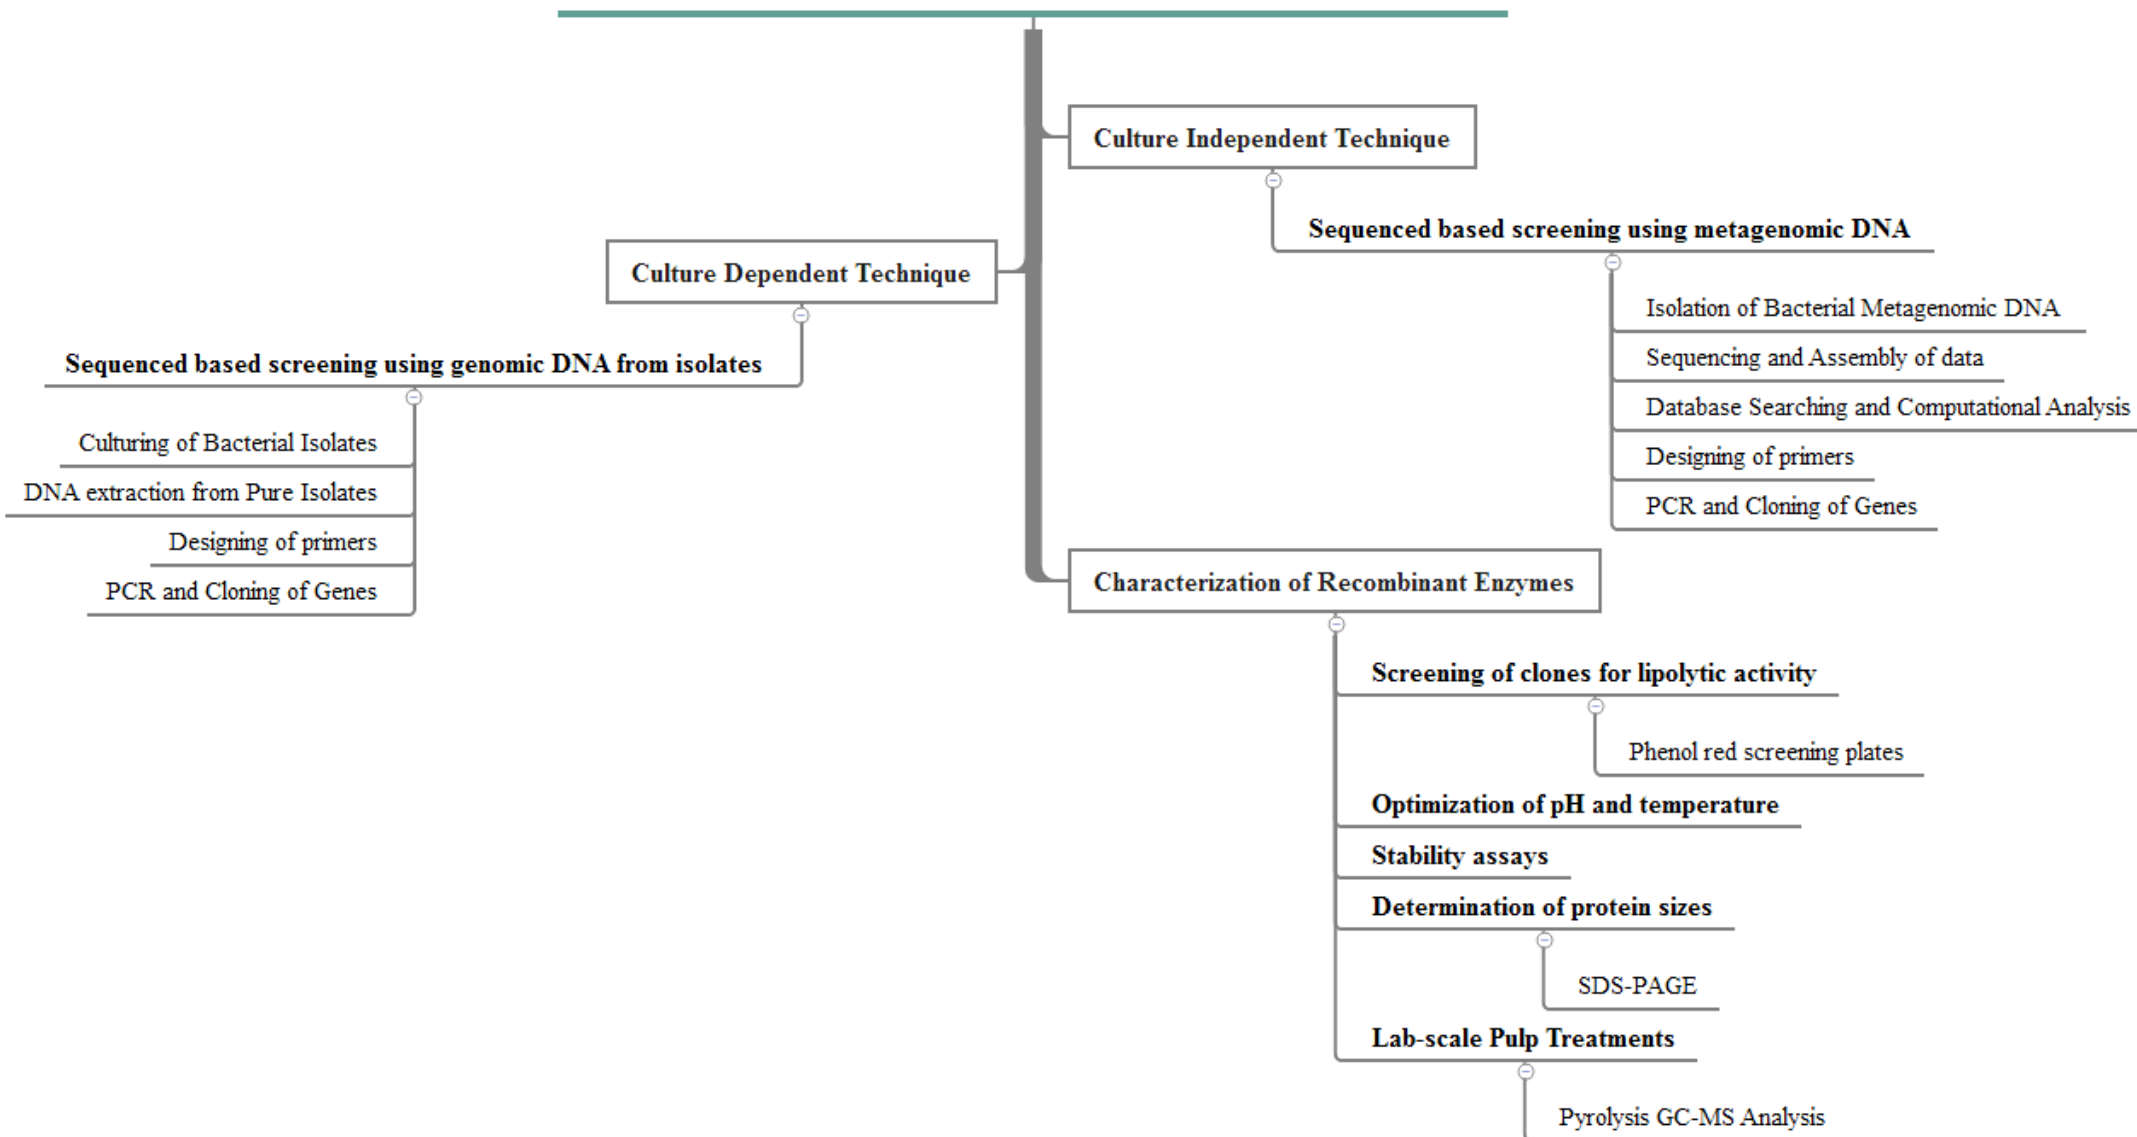 Culture Independent Technique
Sequenced based screening using metagenomic DNA
Isolation of Bacterial Metagenomic DNA
Sequencing and Assembly of data
Database Searching and Computational Analysis
Designing of primers
PCR and Cloning of Genes
Culture Dependent Technique
Sequenced based screening using genomic DNA from isolates
Culturing of Bacterial Isolates
DNA extraction from Pure Isolates
Designing of primers
PCR and Cloning of Genes
Characterization of Recombinant Enzymes
Screening of clones for lipolytic activity
Phenol red screening plates
Optimization of pH and temperature
Stability assays
Determination of protein sizes
SDS-PAGE
Lab-scale Pulp Treatments
Pyrolysis GC-MS Analysis